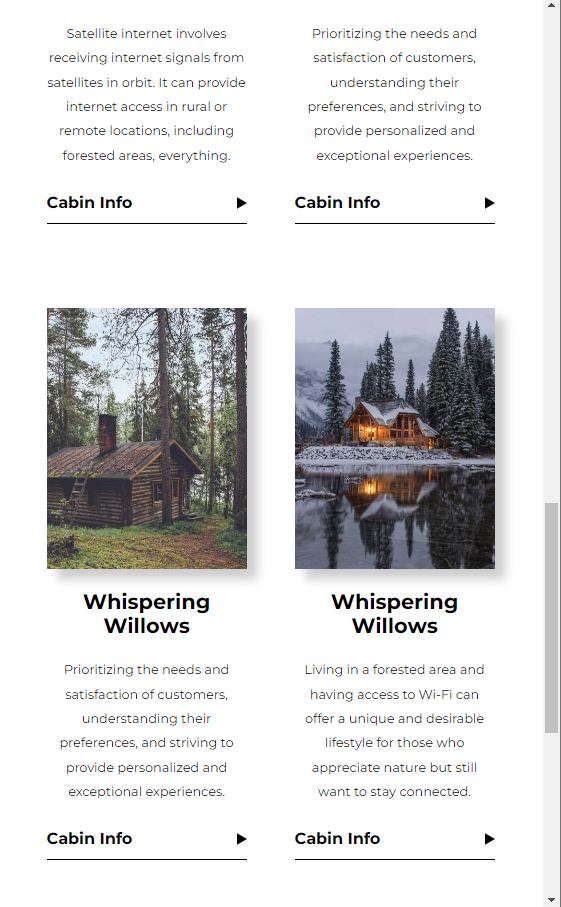 Satellite internet involves
receiving internet signals from
satellites in orbit. It can provide
internet access in rural or
remote locations, including
forested areas, everything.
Cabin Info
Prioritizing the needs and
satisfaction of customers,
understanding their
preferences, and striving to
provide personalized and
exceptional experiences.
Cabin Info
Whispering
Willows
Prioritizing the needs and
satisfaction of customers,
understanding their
preferences, and striving to
provide personalized and
exceptional experiences.
Cabin Info
Whispering
Willows
Living in a forested area and
having access to Wi-Fi can
offer a unique and desirable
lifestyle for those who
appreciate nature but still
want to stay connected.
Cabin Info